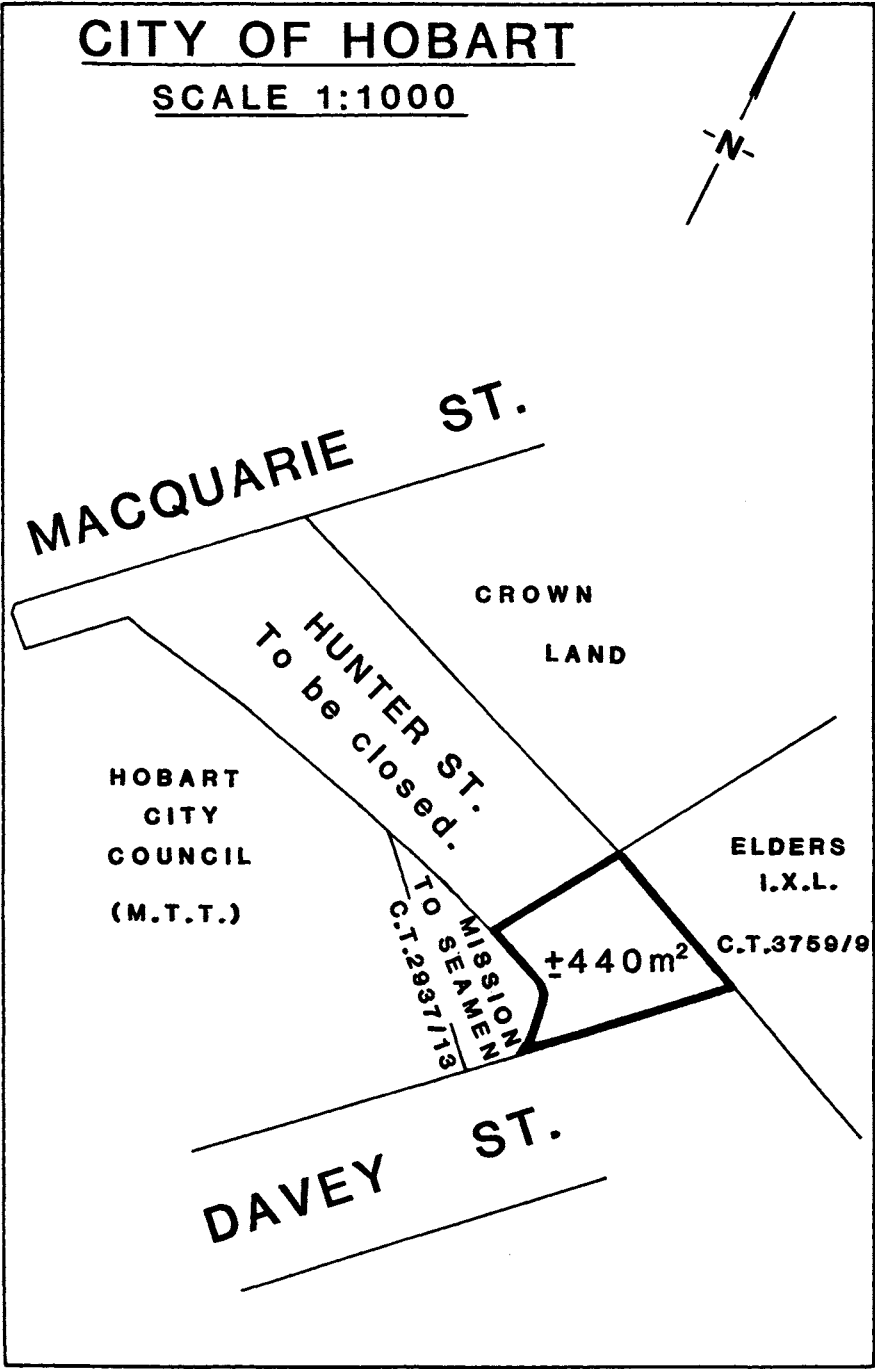 CITY OF HOBART
SCALE 1:1000
N
MACQUARIE ST.
CROWN
LAND
HUNTER ST.
To be closed.
HOBART
CITY
COUNCIL
(M.T.T.)
ELDERS
I.X.L.
C.T.3759/9
±440m²
MISSION
TO SEAMEN
C.T.2937/13
DAVEY ST.